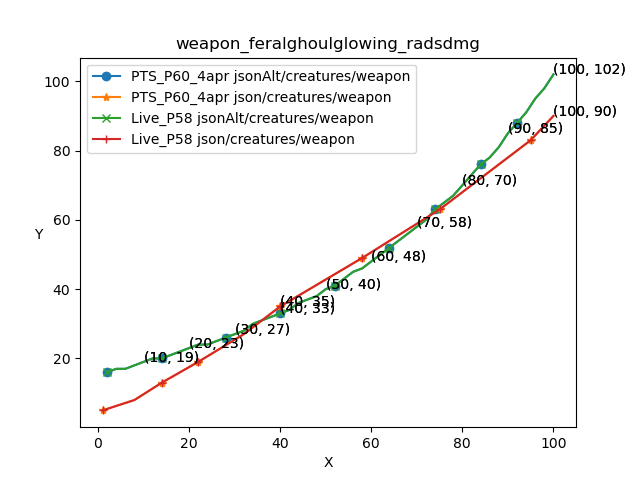 weapon_feralghoulglowing_radsdmg
PTS_P60_4apr jsonAlt/creatures/weapon
PTS_P60_4apr json/creatures/weapon
Live_P58 jsonAlt/creatures/weapon
Live_P58 json/creatures/weapon
(100, 102)
(100, 90)
(90, 85)
(80, 70)
(70, 58)
(60, 48)
(50, 40)
(40, 35)
(40, 33)
(30, 27)
(20, 23)
(10, 19)
100
80
60
40
20
Y
0 20 40 60 80 100
X